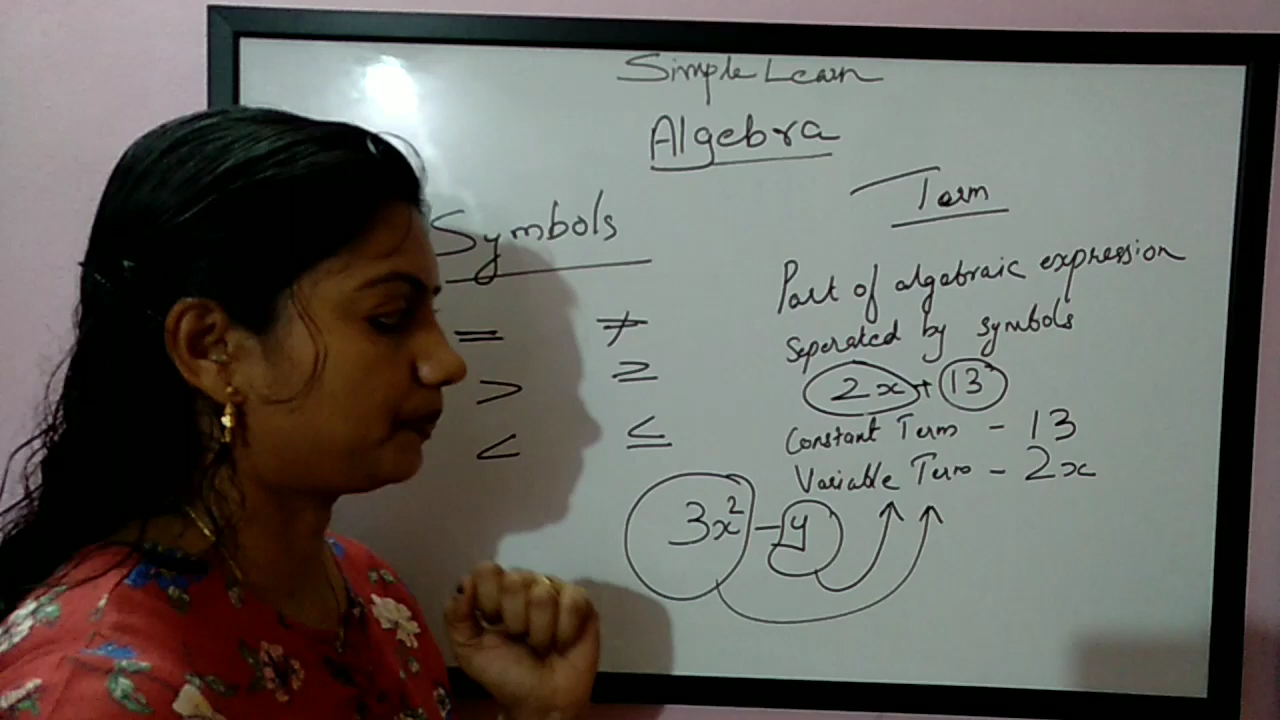 Simple Learn
Algebra
Symbols
= ≠
> ≥
< ≤
Term
Part of algebraic expression
seperated by symbols
2x + 13
Constant Term - 13
Variable Term - 2x
3x² - y